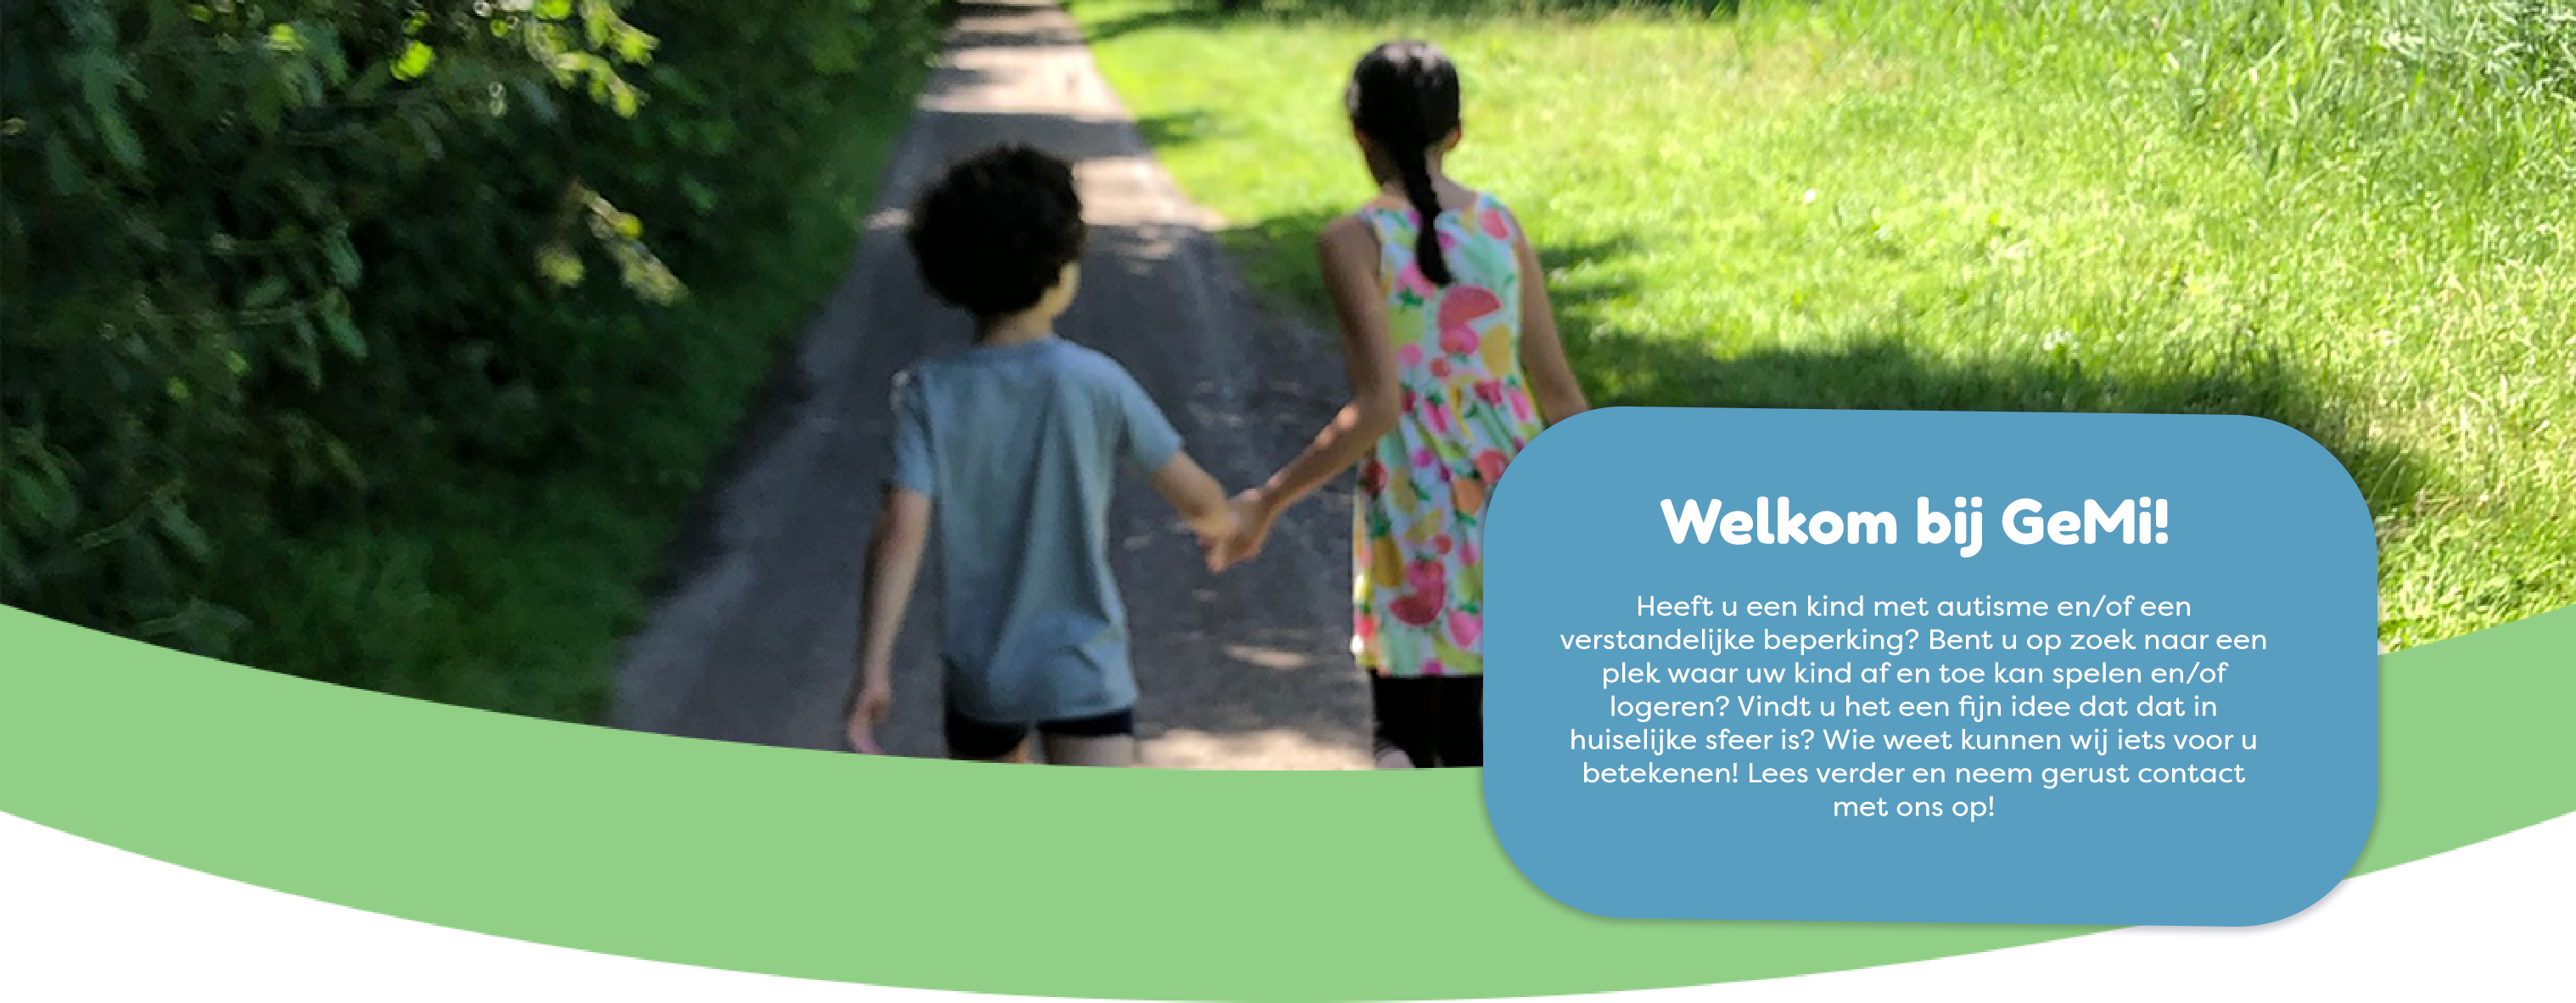 Welkom bij GeMi!
Heeft u een kind met autisme en/of een
verstandelijke beperking? Bent u op zoek naar een
plek waar uw kind af en toe kan spelen en/of
logeren? Vindt u het een fijn idee dat dat in
huiselijke sfeer is? Wie weet kunnen wij iets voor u
betekenen! Lees verder en neem gerust contact
met ons op!